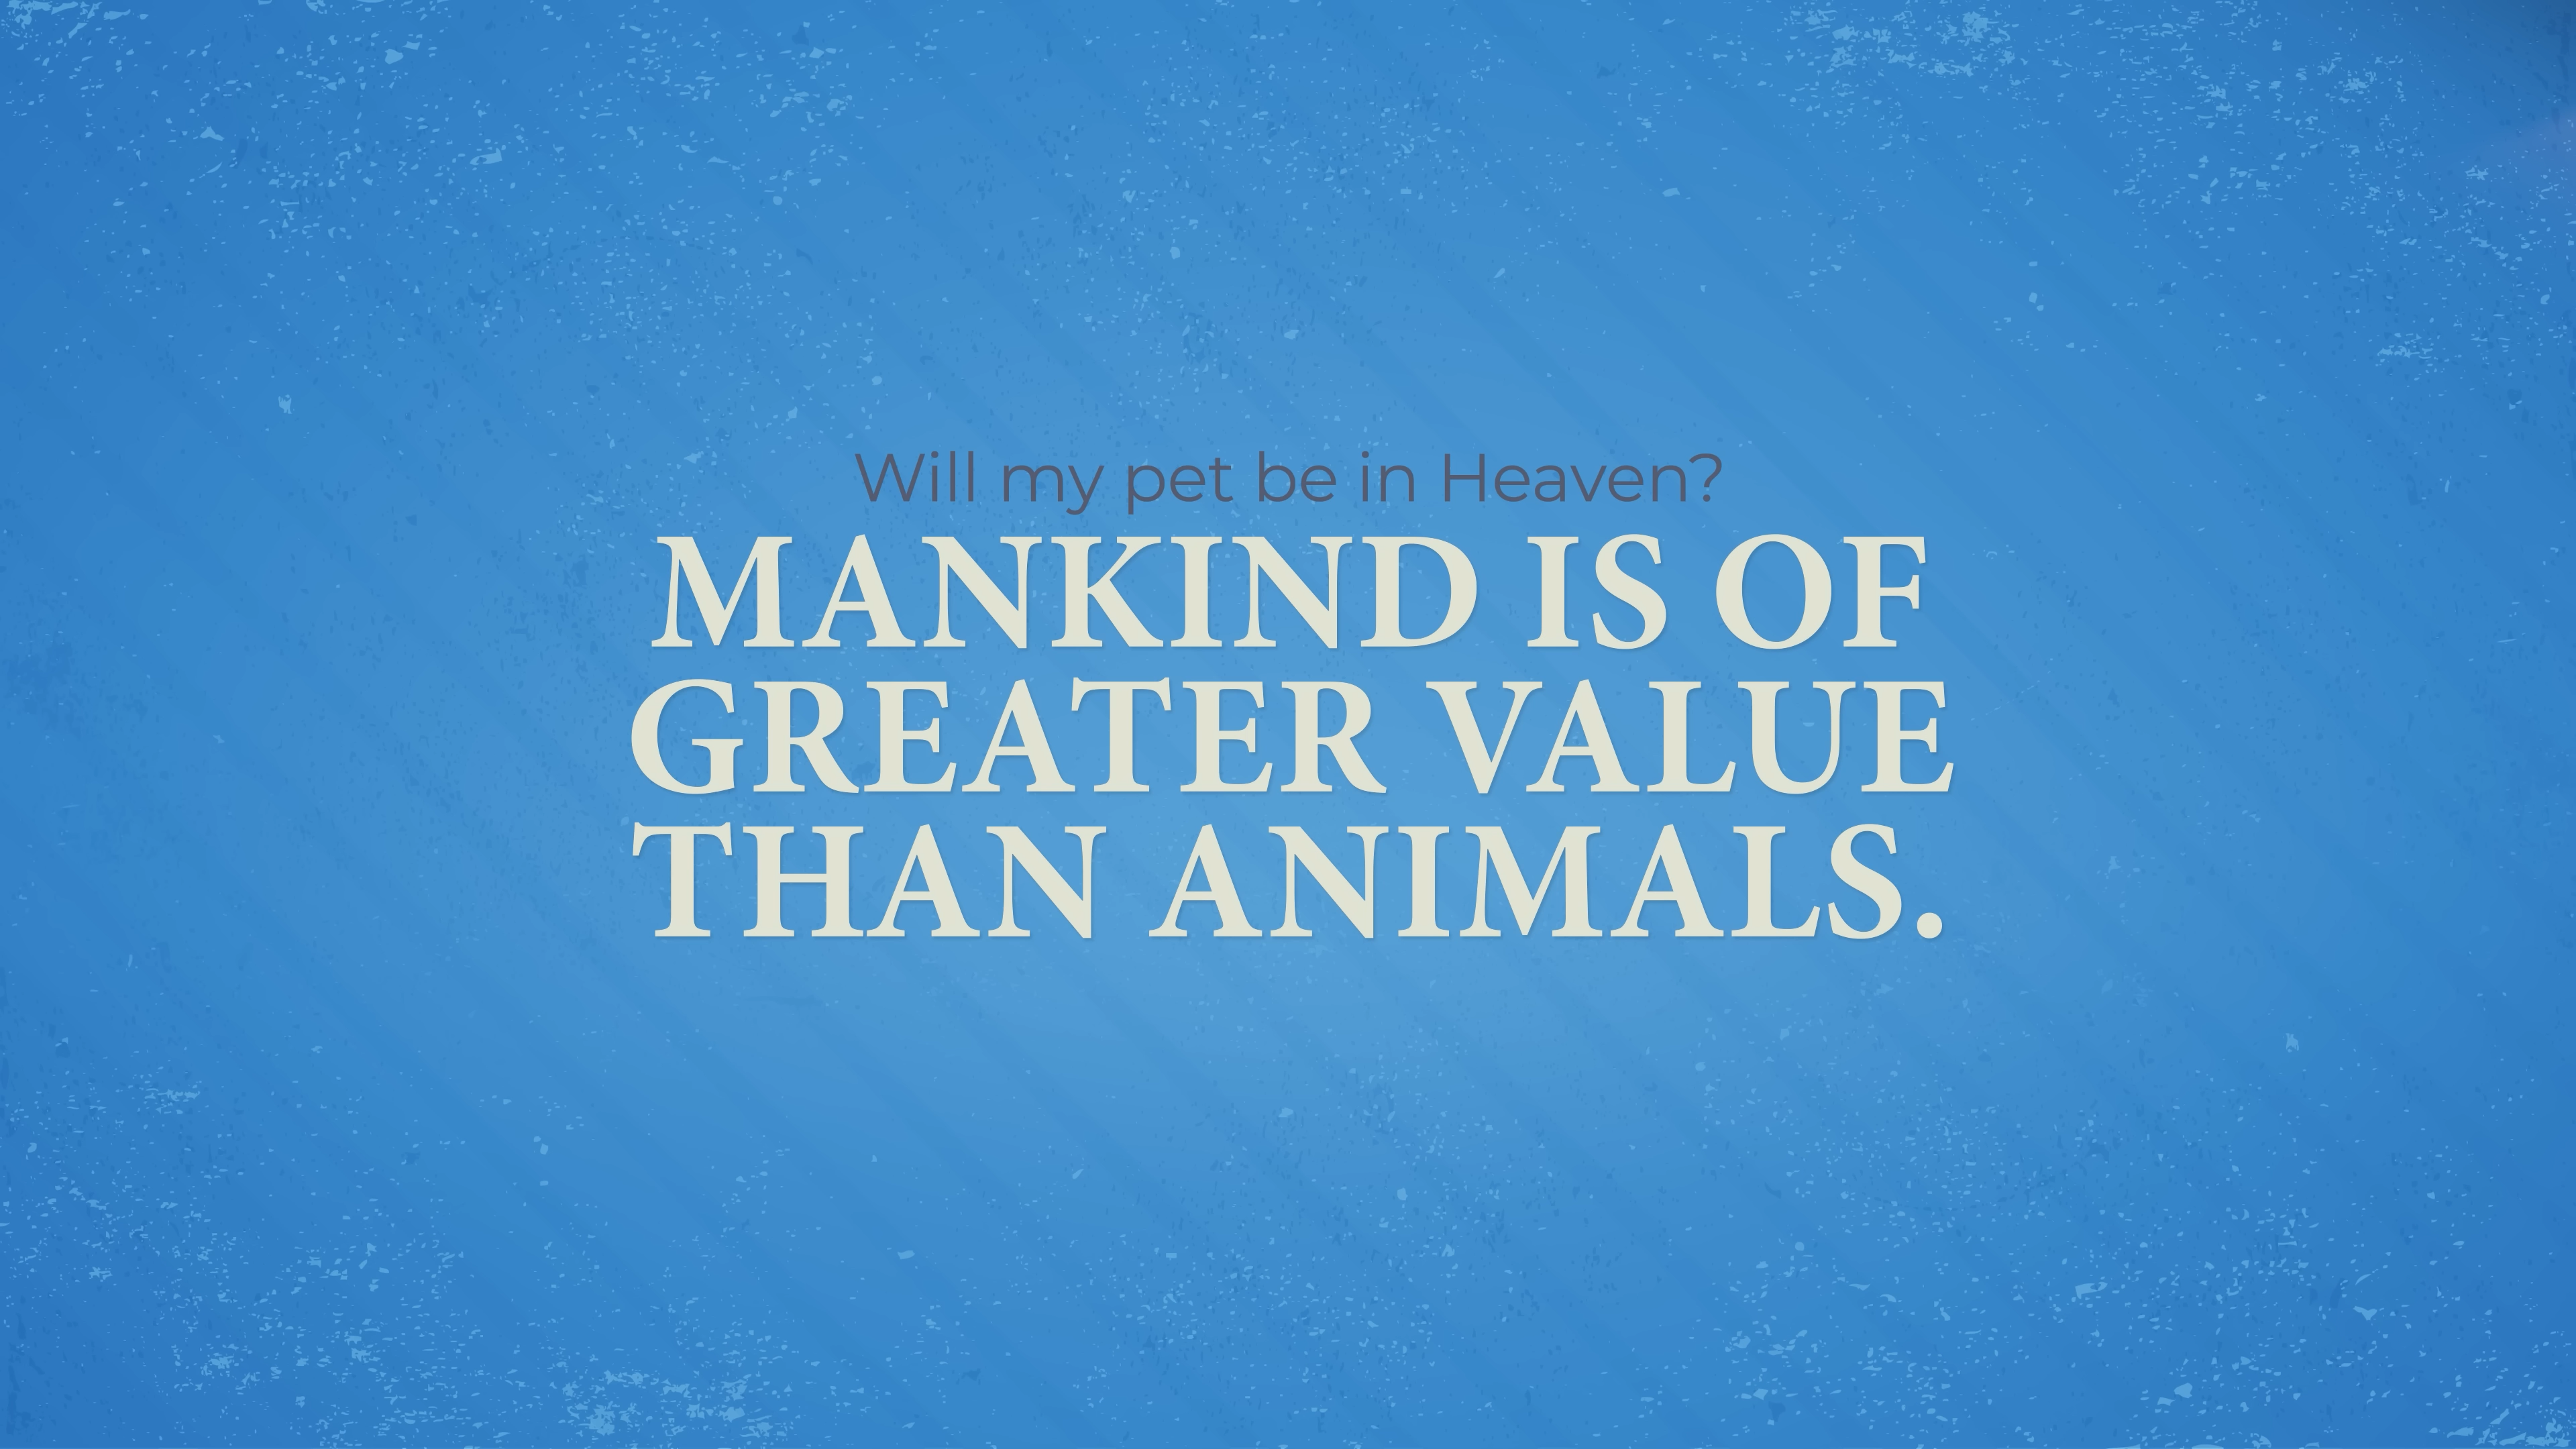 Will my pet be in Heaven?
MANKIND IS OF
GREATER VALUE
THAN ANIMALS.